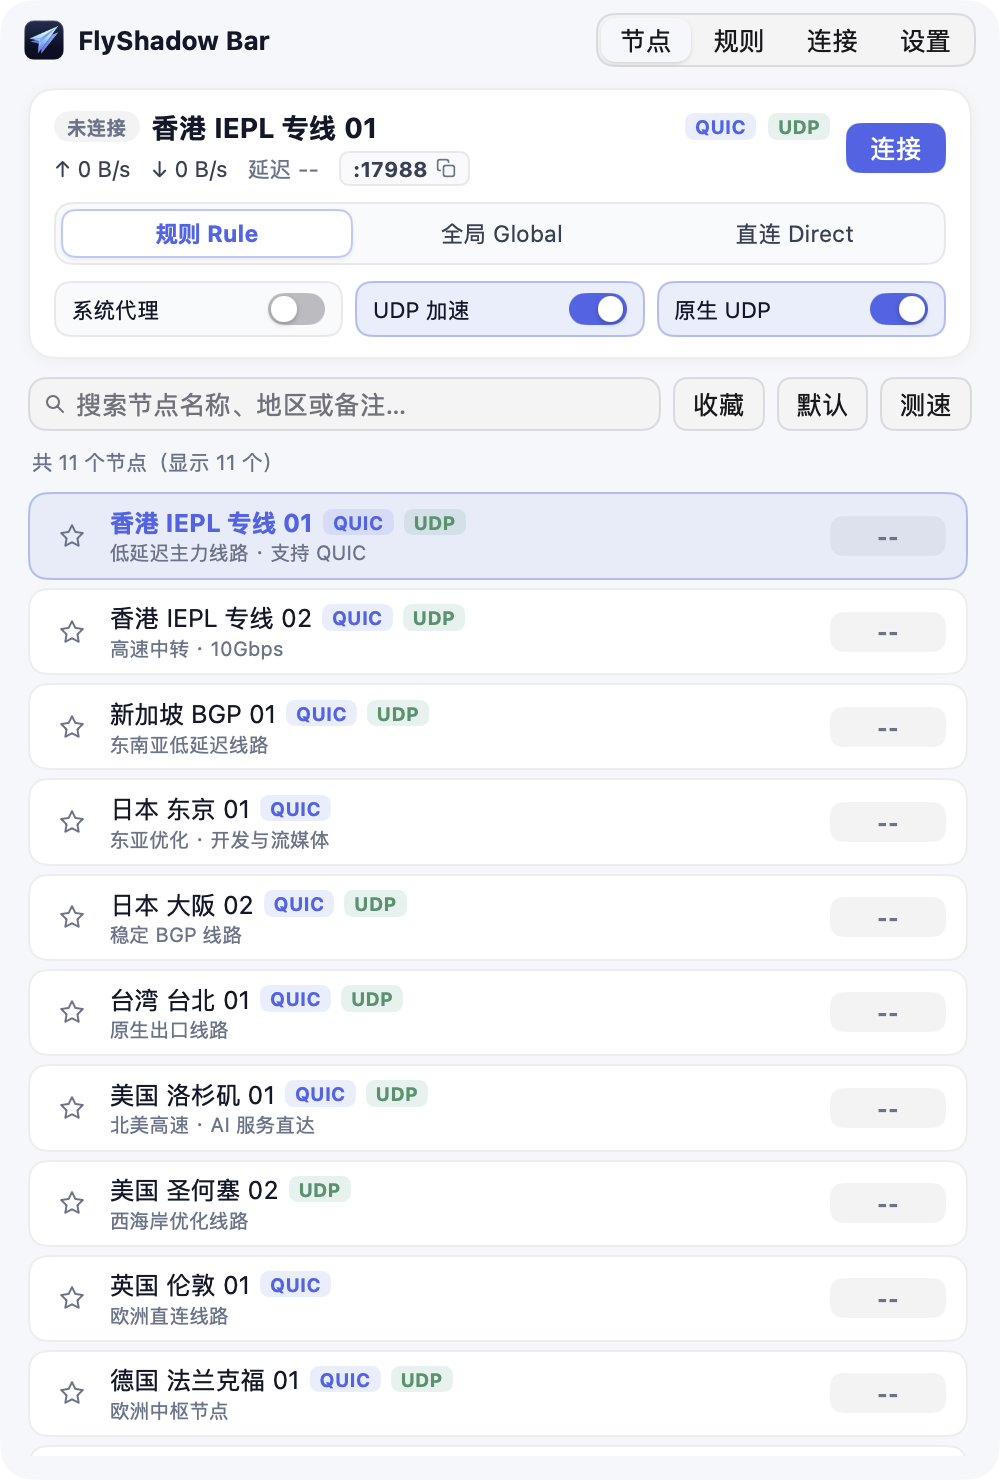 FlyShadow Bar
节点 规则 连接 设置
未连接 香港 IEPL 专线 01 QUIC UDP
连接
↑ 0 B/s ↓ 0 B/s 延迟 -- :17988
规则 Rule 全局 Global 直连 Direct
系统代理 UDP 加速 原生 UDP
搜索节点名称、地区或备注... 收藏 默认 测速
共 11 个节点（显示 11 个）
香港 IEPL 专线 01 QUIC UDP
低延迟主力线路 · 支持 QUIC
--
香港 IEPL 专线 02 QUIC UDP
高速中转 · 10Gbps
--
新加坡 BGP 01 QUIC UDP
东南亚低延迟线路
--
日本 东京 01 QUIC
东亚优化 · 开发与流媒体
--
日本 大阪 02 QUIC UDP
稳定 BGP 线路
--
台湾 台北 01 QUIC UDP
原生出口线路
--
美国 洛杉矶 01 QUIC UDP
北美高速 · AI 服务直达
--
美国 圣何塞 02 UDP
西海岸优化线路
--
英国 伦敦 01 QUIC
欧洲直连线路
--
德国 法兰克福 01 QUIC UDP
欧洲中枢节点
--